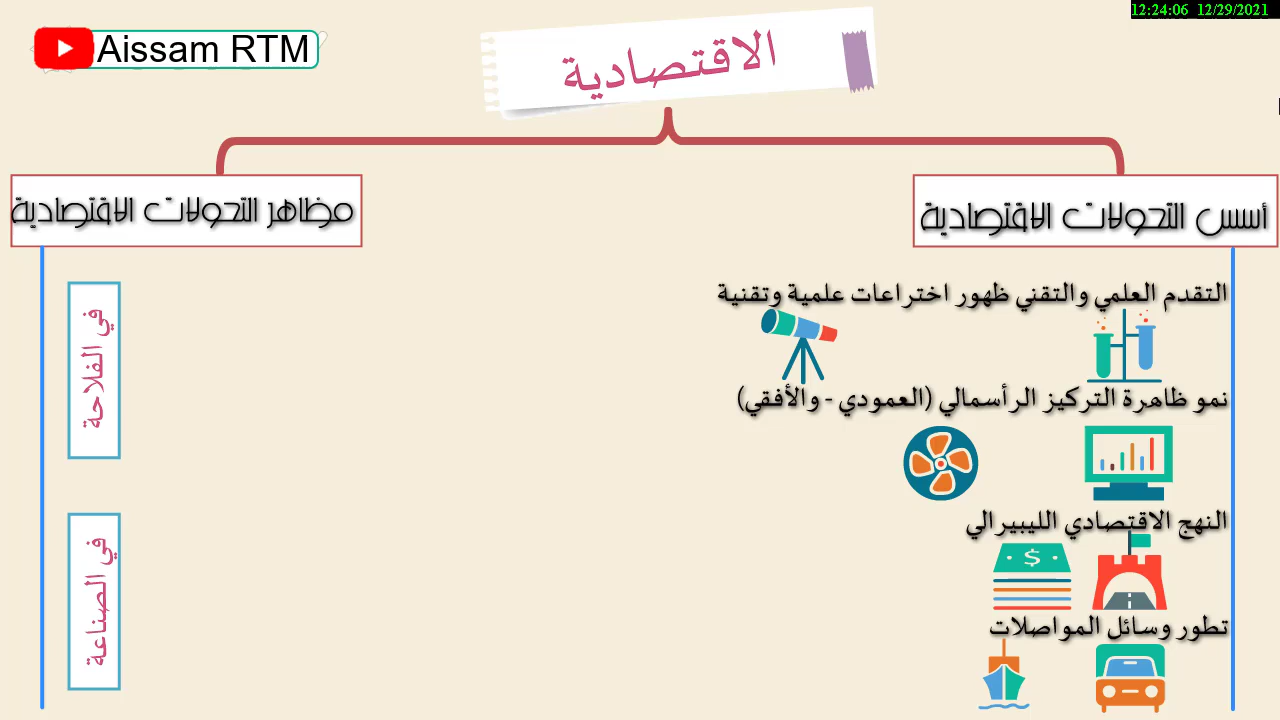 12:24:06 12/29/2021
Aissam RTM
الاقتصادية
أسس التحولات الاقتصادية
التقدم العلمي والتقني ظهور اختراعات علمية وتقنية
نمو ظاهرة التركيز الرأسمالي (العمودي - والأفقي)
$
النهج الاقتصادي الليبيرالي
تطور وسائل المواصلات
مظاهر التحولات الاقتصادية
في الفلاحة
في الصناعة